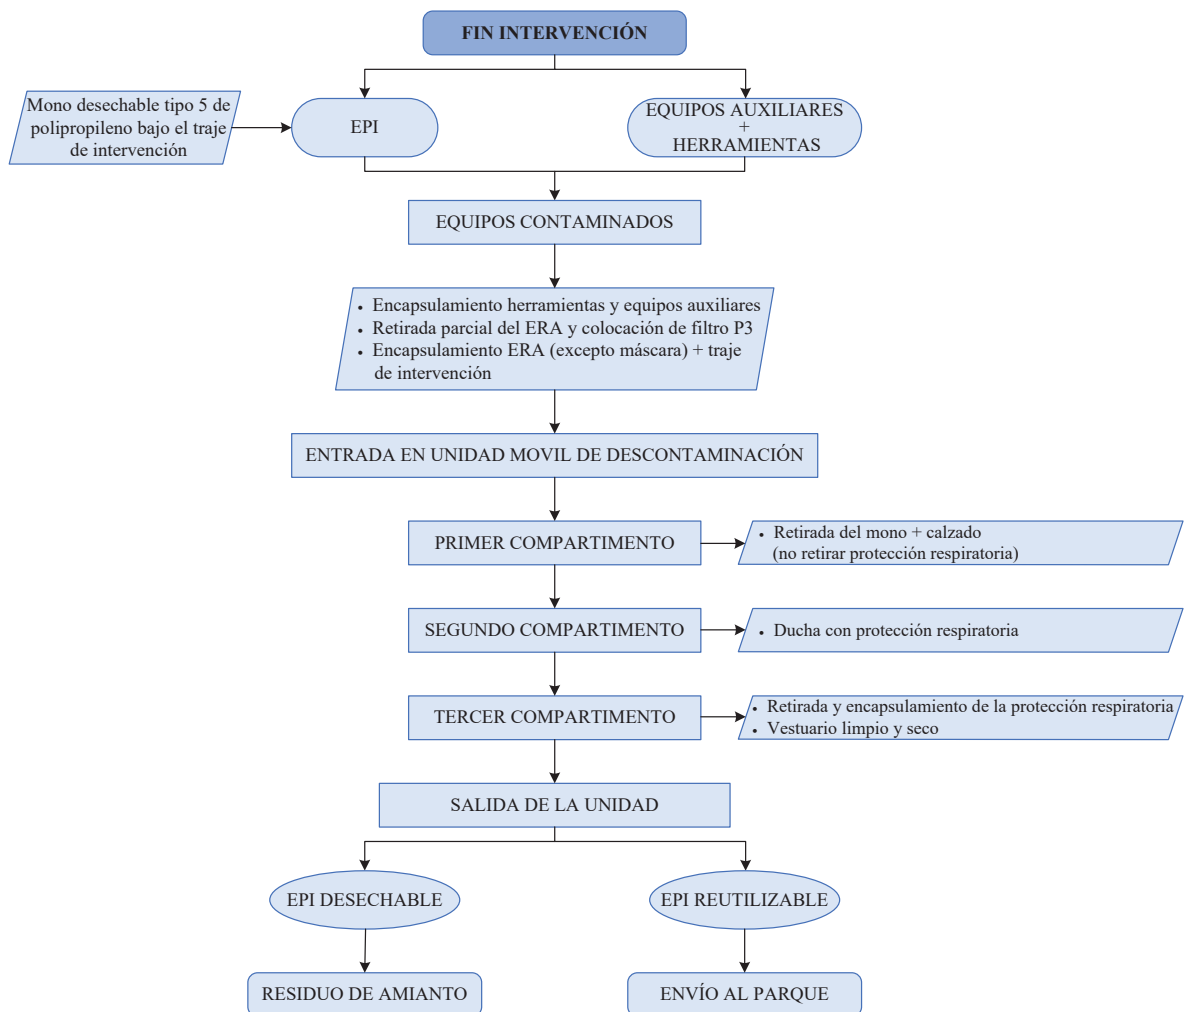 FIN INTERVENCIÓN
Mono desechable tipo 5 de
polipropileno bajo el traje
de intervención
EPI
EQUIPOS AUXILIARES
+
HERRAMIENTAS
EQUIPOS CONTAMINADOS
• Encapsulamiento herramientas y equipos auxiliares
• Retirada parcial del ERA y colocación de filtro P3
• Encapsulamiento ERA (excepto máscara) + traje
de intervención
ENTRADA EN UNIDAD MOVIL DE DESCONTAMINACIÓN
PRIMER COMPARTIMENTO
• Retirada del mono + calzado
(no retirar protección respiratoria)
SEGUNDO COMPARTIMENTO
• Ducha con protección respiratoria
TERCER COMPARTIMENTO
• Retirada y encapsulamiento de la protección respiratoria
• Vestuario limpio y seco
SALIDA DE LA UNIDAD
EPI DESECHABLE
EPI REUTILIZABLE
RESIDUO DE AMIANTO
ENVÍO AL PARQUE